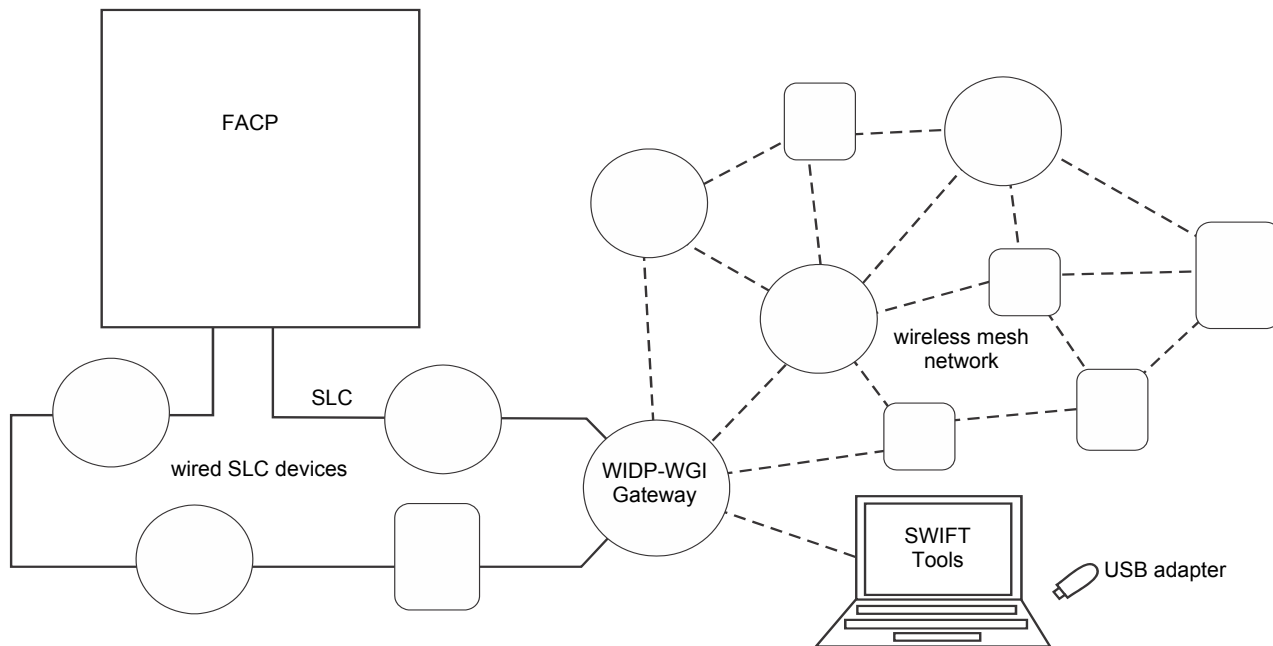 FACP
SLC
wired SLC devices
WIDP-WGI
Gateway
wireless mesh
network
SWIFT
Tools
USB adapter